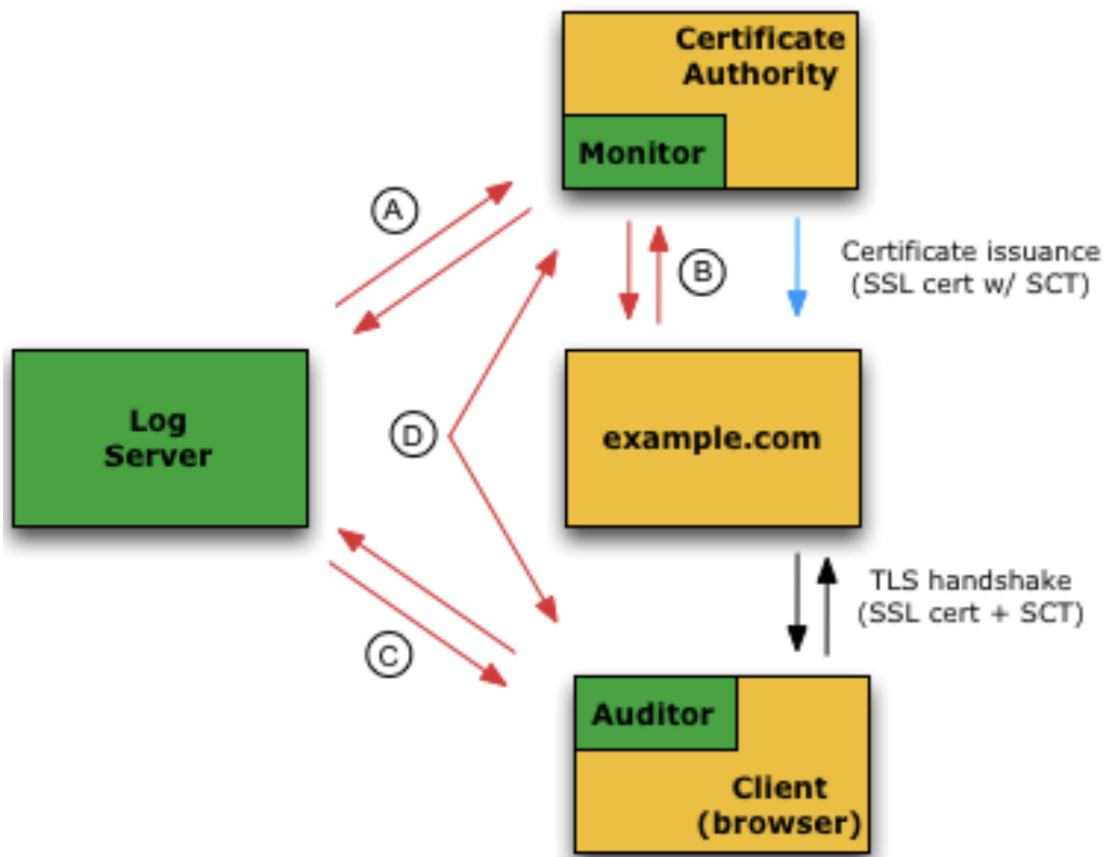 Certificate
Authority
Monitor
A
B
Certificate issuance
(SSL cert w/ SCT)
Log
Server
D
example.com
TLS handshake
(SSL cert + SCT)
C
Auditor
Client
(browser)